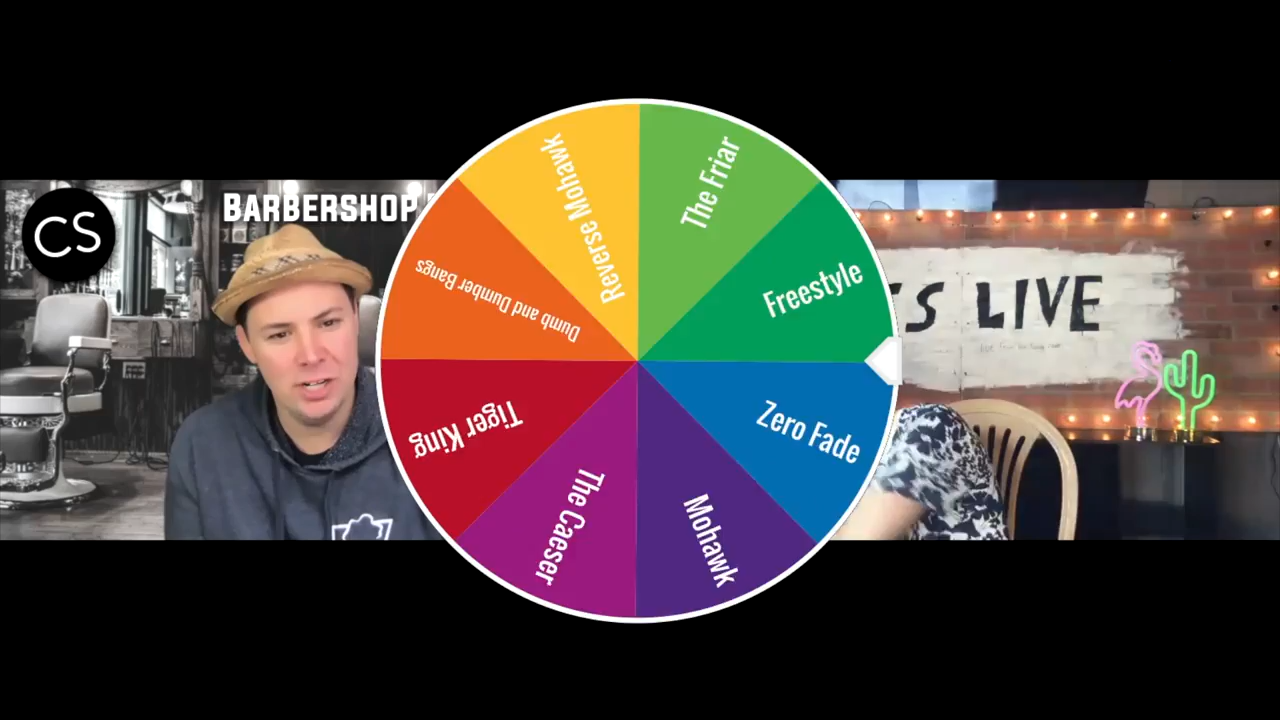 CS
BARBERSHOP
Reverse Mohawk
The Friar
Dumb and Dumber Bangs
Freestyle
S LIVE
Tiger King
Zero Fade
The Caeser
Mohawk